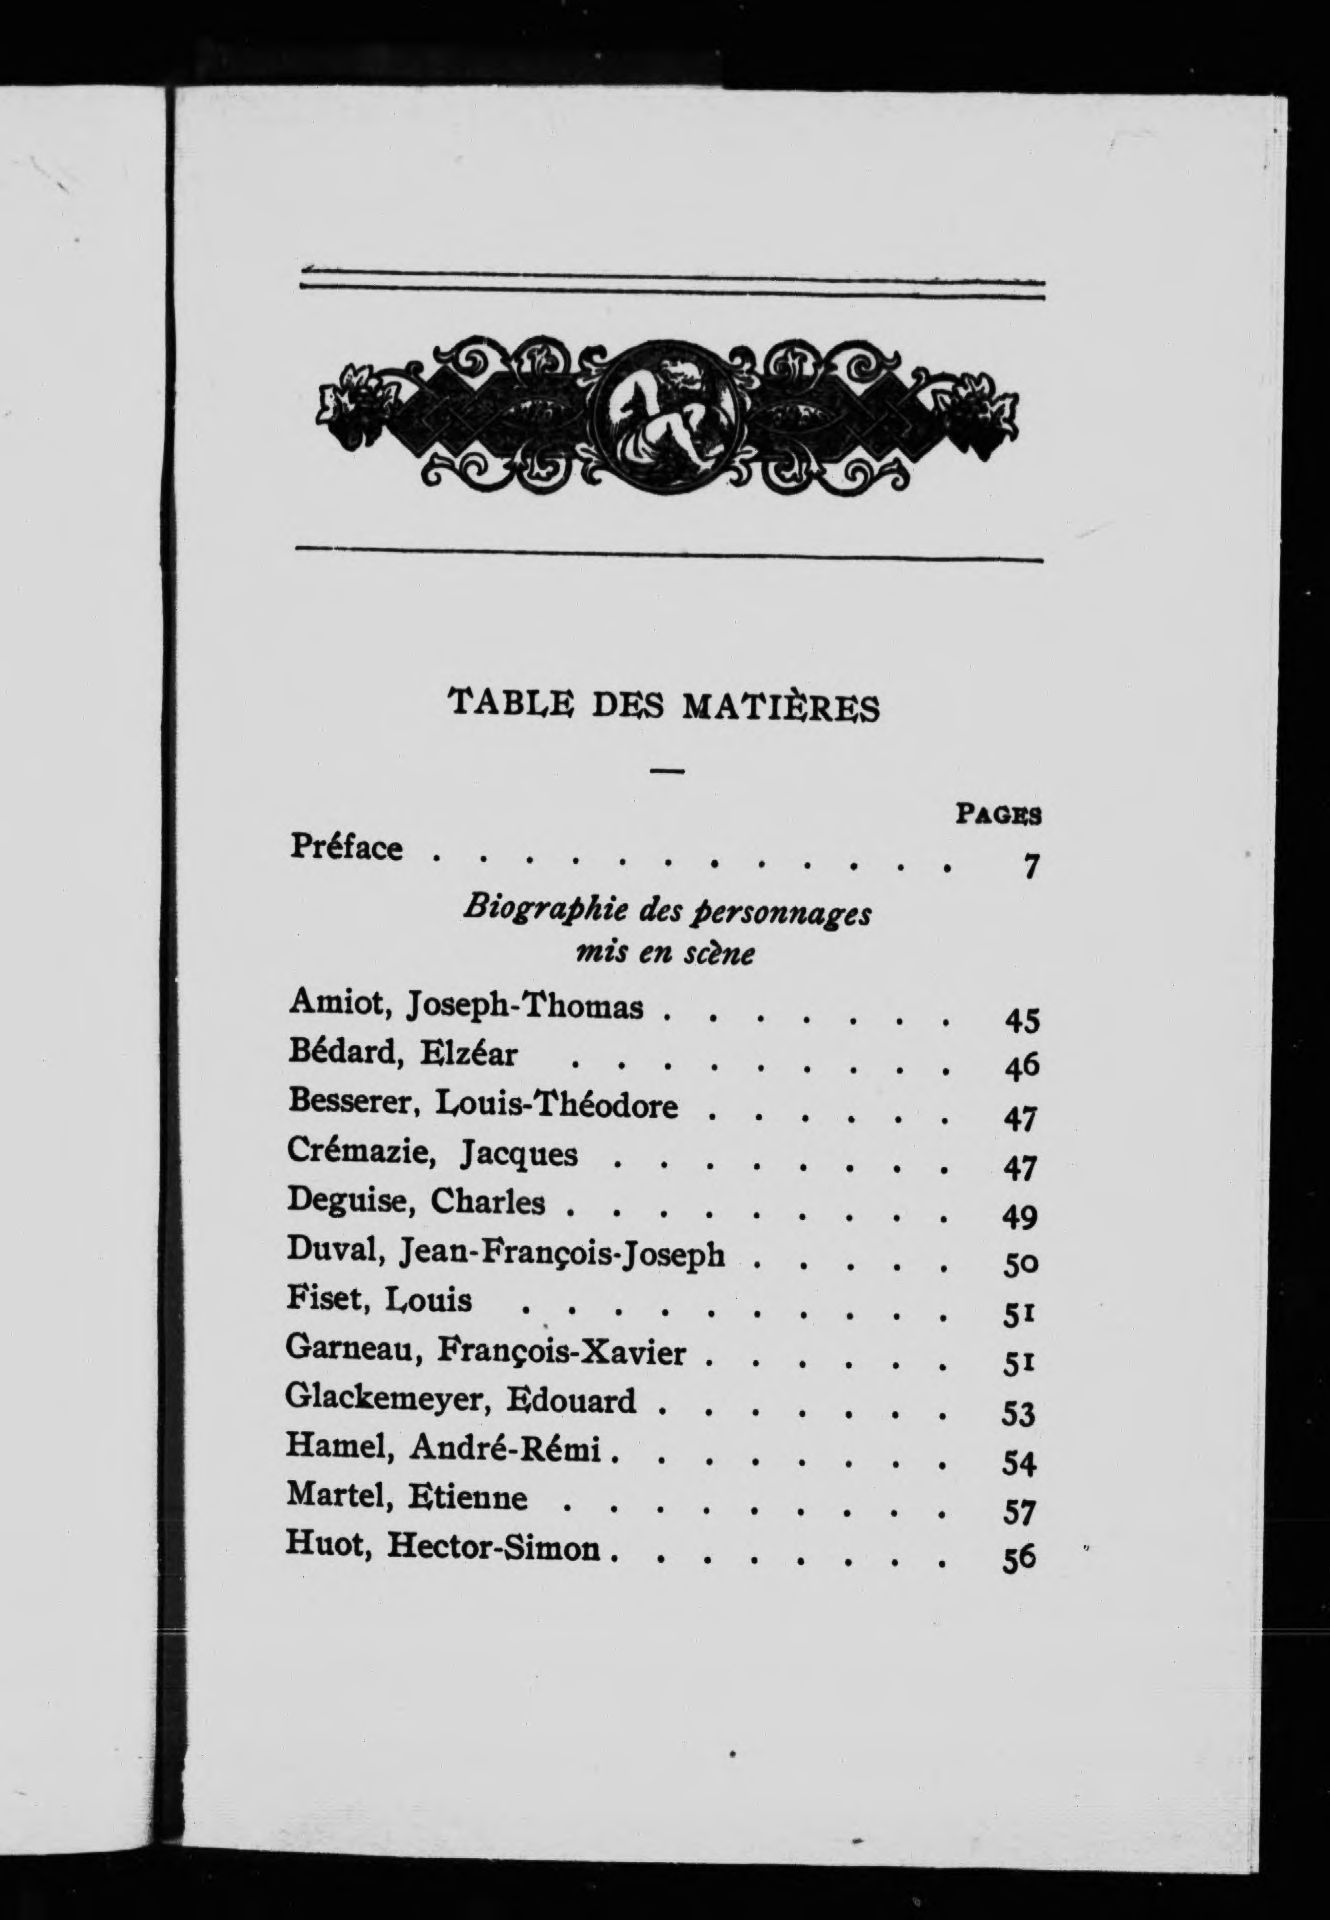 TABLE DES MATIÈRES
PAGES
Préface . . . . . . . . . . . . 7
Biographie des personnages
mis en scène
Amiot, Joseph-Thomas . . . . . . . 45
Bédard, Elzéar . . . . . . . . . 46
Besserer, Louis-Théodore . . . . . . 47
Crémazie, Jacques . . . . . . . . 47
Deguise, Charles . . . . . . . . . 49
Duval, Jean-François-Joseph . . . . . 50
Fiset, Louis . . . . . . . . . . 51
Garneau, François-Xavier . . . . . . 51
Glackemeyer, Edouard . . . . . . . 53
Hamel, André-Rémi . . . . . . . . 54
Martel, Etienne . . . . . . . . . 57
Huot, Hector-Simon . . . . . . . . 56